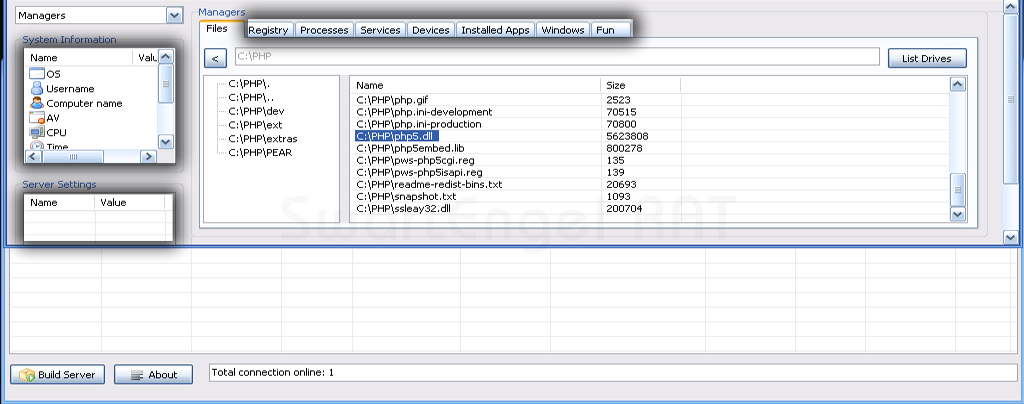 Managers
System Information
Name Valu
OS
Username
Computer name
AV
CPU
Time
Server Settings
Name Value
Managers
Files Registry Processes Services Devices Installed Apps Windows Fun
< C:\PHP List Drives
C:\PHP\.
C:\PHP\..
C:\PHP\dev
C:\PHP\ext
C:\PHP\extras
C:\PHP\PEAR
Name Size
C:\PHP\php.gif 2523
C:\PHP\php.ini-development 70515
C:\PHP\php.ini-production 70800
C:\PHP\php5.dll 5623808
C:\PHP\php5embed.lib 800278
C:\PHP\pws-php5cgi.reg 135
C:\PHP\pws-php5isapi.reg 139
C:\PHP\readme-redist-bins.txt 20693
C:\PHP\snapshot.txt 1093
C:\PHP\ssleay32.dll 200704
SwartEngel RAT
Build Server About Total connection online: 1